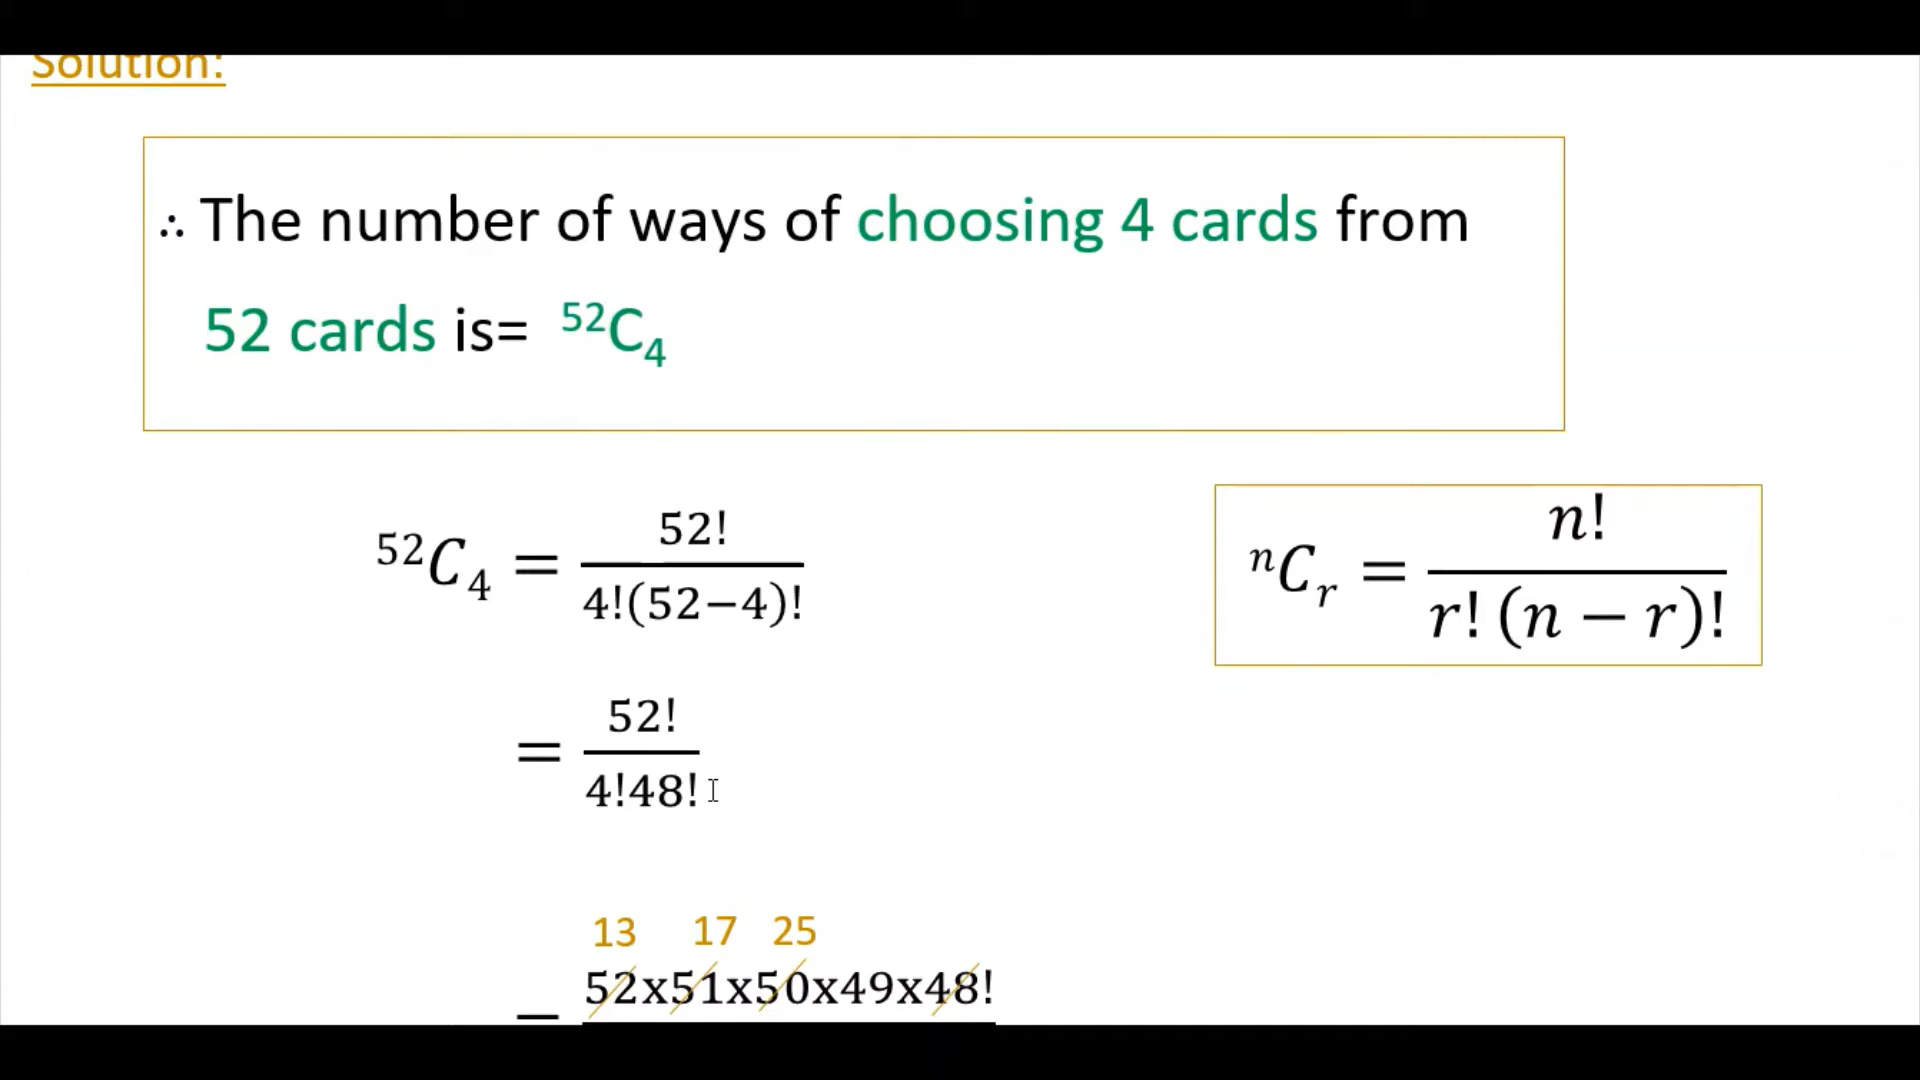 Solution:
∴ The number of ways of choosing 4 cards from
52 cards is= ⁵²C₄
⁵²C₄ = 52! / 4!(52−4)!
ⁿCᵣ = n! / r! (n − r)!
= 52! / 4!48!
13 17 25
= 52x51x50x49x48!